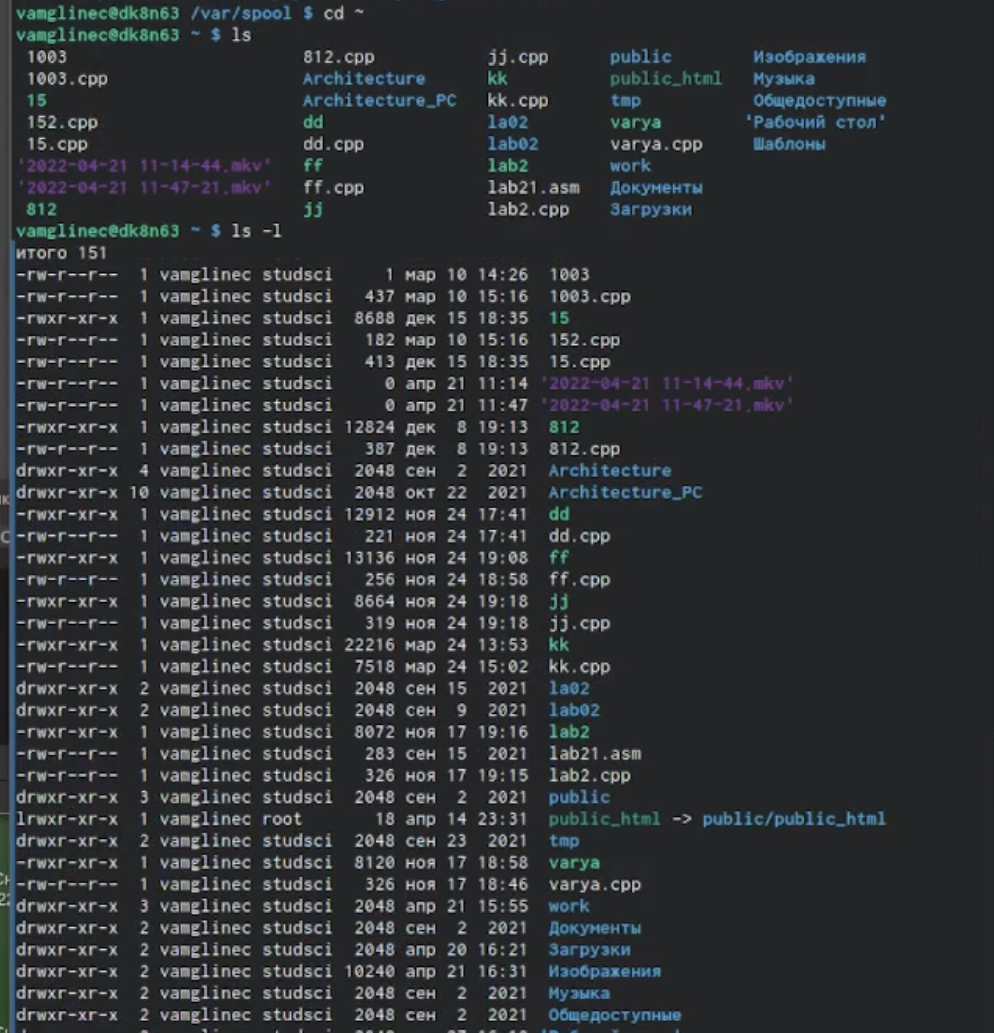 vamglinec@dk8n63 /var/spool $ cd ~
vamglinec@dk8n63 ~ $ ls
1003 812.cpp jj.cpp public Изображения
1003.cpp Architecture kk public_html Музыка
15 Architecture_PC kk.cpp tmp Общедоступные
152.cpp dd la02 varya 'Рабочий стол'
15.cpp dd.cpp lab02 varya.cpp Шаблоны
'2022-04-21 11-14-44.mkv' ff lab2 work
'2022-04-21 11-47-21.mkv' ff.cpp lab21.asm Документы
812 jj lab2.cpp Загрузки
vamglinec@dk8n63 ~ $ ls -l
итого 151
-rw-r--r-- 1 vamglinec studsci 1 мар 10 14:26 1003
-rw-r--r-- 1 vamglinec studsci 437 мар 10 15:16 1003.cpp
-rwxr-xr-x 1 vamglinec studsci 8688 дек 15 18:35 15
-rw-r--r-- 1 vamglinec studsci 182 мар 10 15:16 152.cpp
-rw-r--r-- 1 vamglinec studsci 413 дек 15 18:35 15.cpp
-rw-r--r-- 1 vamglinec studsci 0 апр 21 11:14 '2022-04-21 11-14-44.mkv'
-rw-r--r-- 1 vamglinec studsci 0 апр 21 11:47 '2022-04-21 11-47-21.mkv'
-rwxr-xr-x 1 vamglinec studsci 12824 дек 8 19:13 812
-rw-r--r-- 1 vamglinec studsci 387 дек 8 19:13 812.cpp
drwxr-xr-x 4 vamglinec studsci 2048 сен 2 2021 Architecture
drwxr-xr-x 10 vamglinec studsci 2048 окт 22 2021 Architecture_PC
-rwxr-xr-x 1 vamglinec studsci 12912 ноя 24 17:41 dd
-rw-r--r-- 1 vamglinec studsci 221 ноя 24 17:41 dd.cpp
-rwxr-xr-x 1 vamglinec studsci 13136 ноя 24 19:08 ff
-rw-r--r-- 1 vamglinec studsci 256 ноя 24 18:58 ff.cpp
-rwxr-xr-x 1 vamglinec studsci 8664 ноя 24 19:18 jj
-rw-r--r-- 1 vamglinec studsci 319 ноя 24 19:18 jj.cpp
-rwxr-xr-x 1 vamglinec studsci 22216 мар 24 13:53 kk
-rw-r--r-- 1 vamglinec studsci 7518 мар 24 15:02 kk.cpp
drwxr-xr-x 2 vamglinec studsci 2048 сен 15 2021 la02
drwxr-xr-x 2 vamglinec studsci 2048 сен 9 2021 lab02
-rwxr-xr-x 1 vamglinec studsci 8072 ноя 17 19:16 lab2
-rw-r--r-- 1 vamglinec studsci 283 сен 15 2021 lab21.asm
-rw-r--r-- 1 vamglinec studsci 326 ноя 17 19:15 lab2.cpp
drwxr-xr-x 3 vamglinec studsci 2048 сен 2 2021 public
lrwxr-xr-x 1 vamglinec root 18 апр 14 23:31 public_html -> public/public_html
drwxr-xr-x 2 vamglinec studsci 2048 сен 23 2021 tmp
-rwxr-xr-x 1 vamglinec studsci 8120 ноя 17 18:58 varya
-rw-r--r-- 1 vamglinec studsci 326 ноя 17 18:46 varya.cpp
drwxr-xr-x 3 vamglinec studsci 2048 апр 21 15:55 work
drwxr-xr-x 2 vamglinec studsci 2048 сен 2 2021 Документы
drwxr-xr-x 2 vamglinec studsci 2048 апр 20 16:21 Загрузки
drwxr-xr-x 2 vamglinec studsci 10240 апр 21 16:31 Изображения
drwxr-xr-x 2 vamglinec studsci 2048 сен 2 2021 Музыка
drwxr-xr-x 2 vamglinec studsci 2048 сен 2 2021 Общедоступные